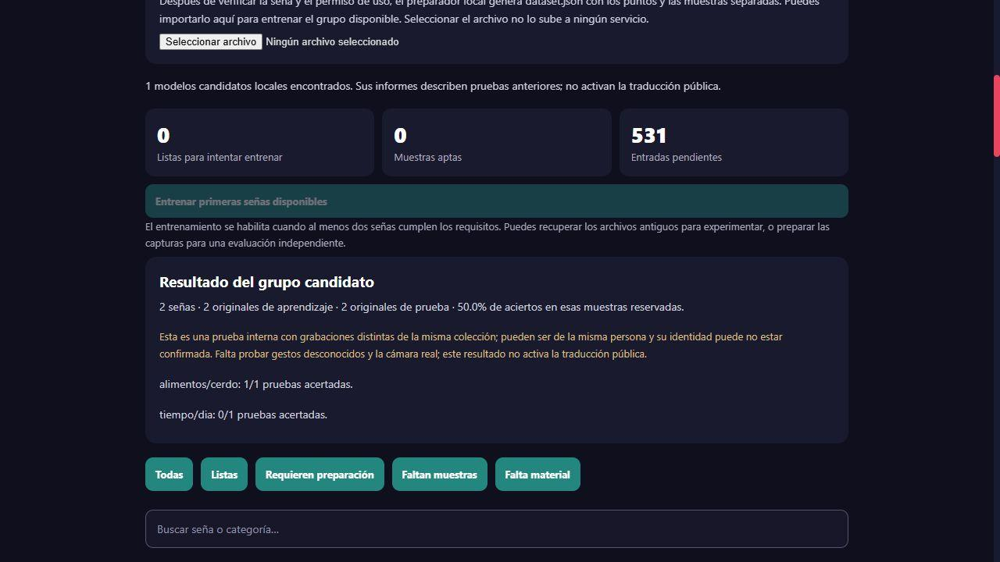 Después de verificar la seña y el permiso de uso, el preparador local genera dataset.json con los puntos y las muestras separadas. Puedes
importarlo aquí para entrenar el grupo disponible. Seleccionar el archivo no lo sube a ningún servicio.
Seleccionar archivo Ningún archivo seleccionado
1 modelos candidatos locales encontrados. Sus informes describen pruebas anteriores; no activan la traducción pública.
0
Listas para intentar entrenar
0
Muestras aptas
531
Entradas pendientes
Entrenar primeras señas disponibles
El entrenamiento se habilita cuando al menos dos señas cumplen los requisitos. Puedes recuperar los archivos antiguos para experimentar, o preparar las
capturas para una evaluación independiente.
Resultado del grupo candidato
2 señas · 2 originales de aprendizaje · 2 originales de prueba · 50.0% de aciertos en esas muestras reservadas.
Esta es una prueba interna con grabaciones distintas de la misma colección; pueden ser de la misma persona y su identidad puede no estar
confirmada. Falta probar gestos desconocidos y la cámara real; este resultado no activa la traducción pública.
alimentos/cerdo: 1/1 pruebas acertadas.
tiempo/dia: 0/1 pruebas acertadas.
Todas Listas Requieren preparación Faltan muestras Falta material
Buscar seña o categoría...